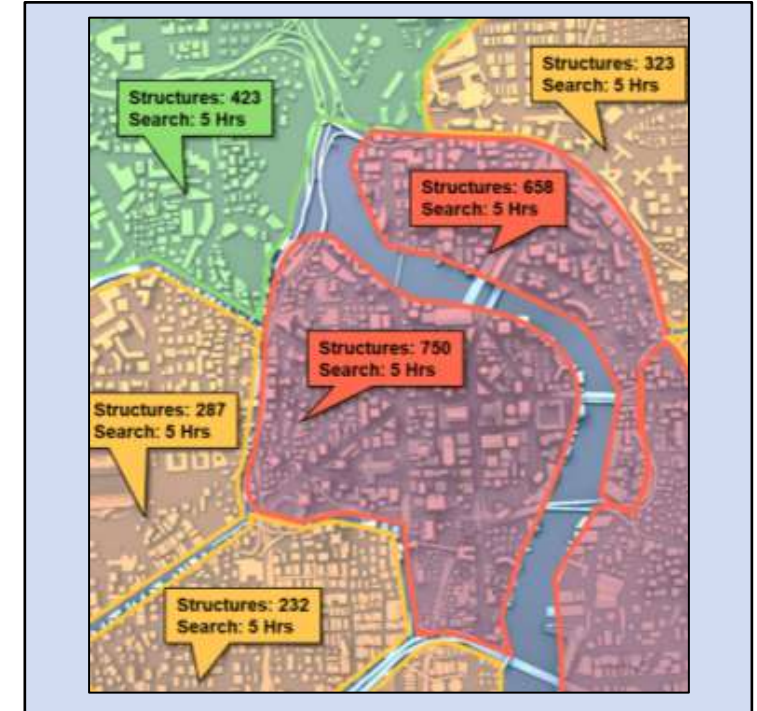 Structures: 323
Search: 5 Hrs
Structures: 423
Search: 5 Hrs
Structures: 658
Search: 5 Hrs
Structures: 750
Search: 5 Hrs
Structures: 287
Search: 5 Hrs
Structures: 232
Search: 5 Hrs